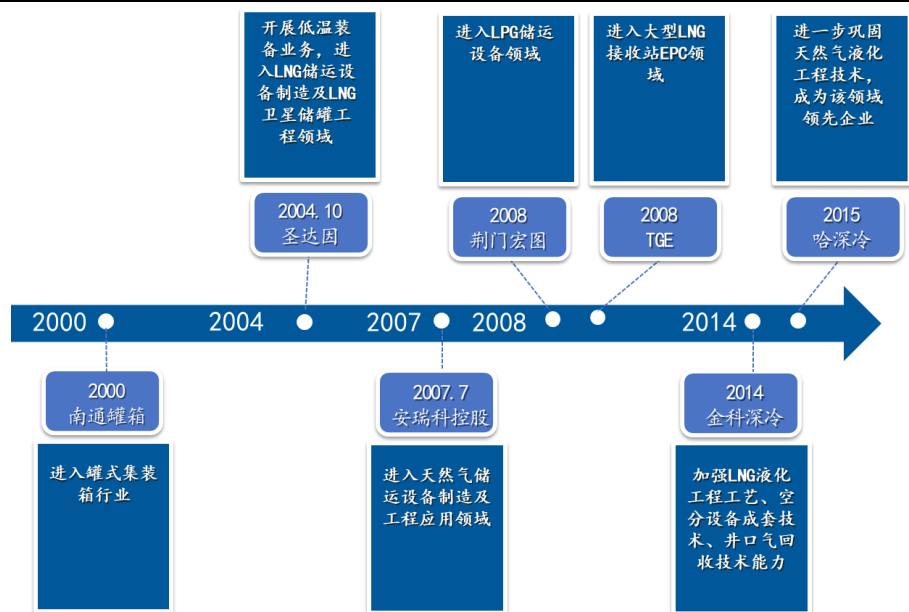 开展低温装
备业务，进
入LNG储运设
备制造及LNG
卫星储罐工
程领域
进入LPG储运
设备领域
进入大型LNG
接收站EPC领
域
进一步巩固
天然气液化
工程技术，
成为该领域
领先企业
2004.10
圣达因
2008
荆门宏图
2008
TGE
2015
哈深冷
2000
2004
2007
2008
2014
2000
南通罐箱
2007.7
安瑞科控股
2014
金科深冷
进入罐式集装
箱行业
进入天然气储
运设备制造及
工程应用领域
加强LNG液化
工程工艺、空
分设备成套技
术、井口气回
收技术能力